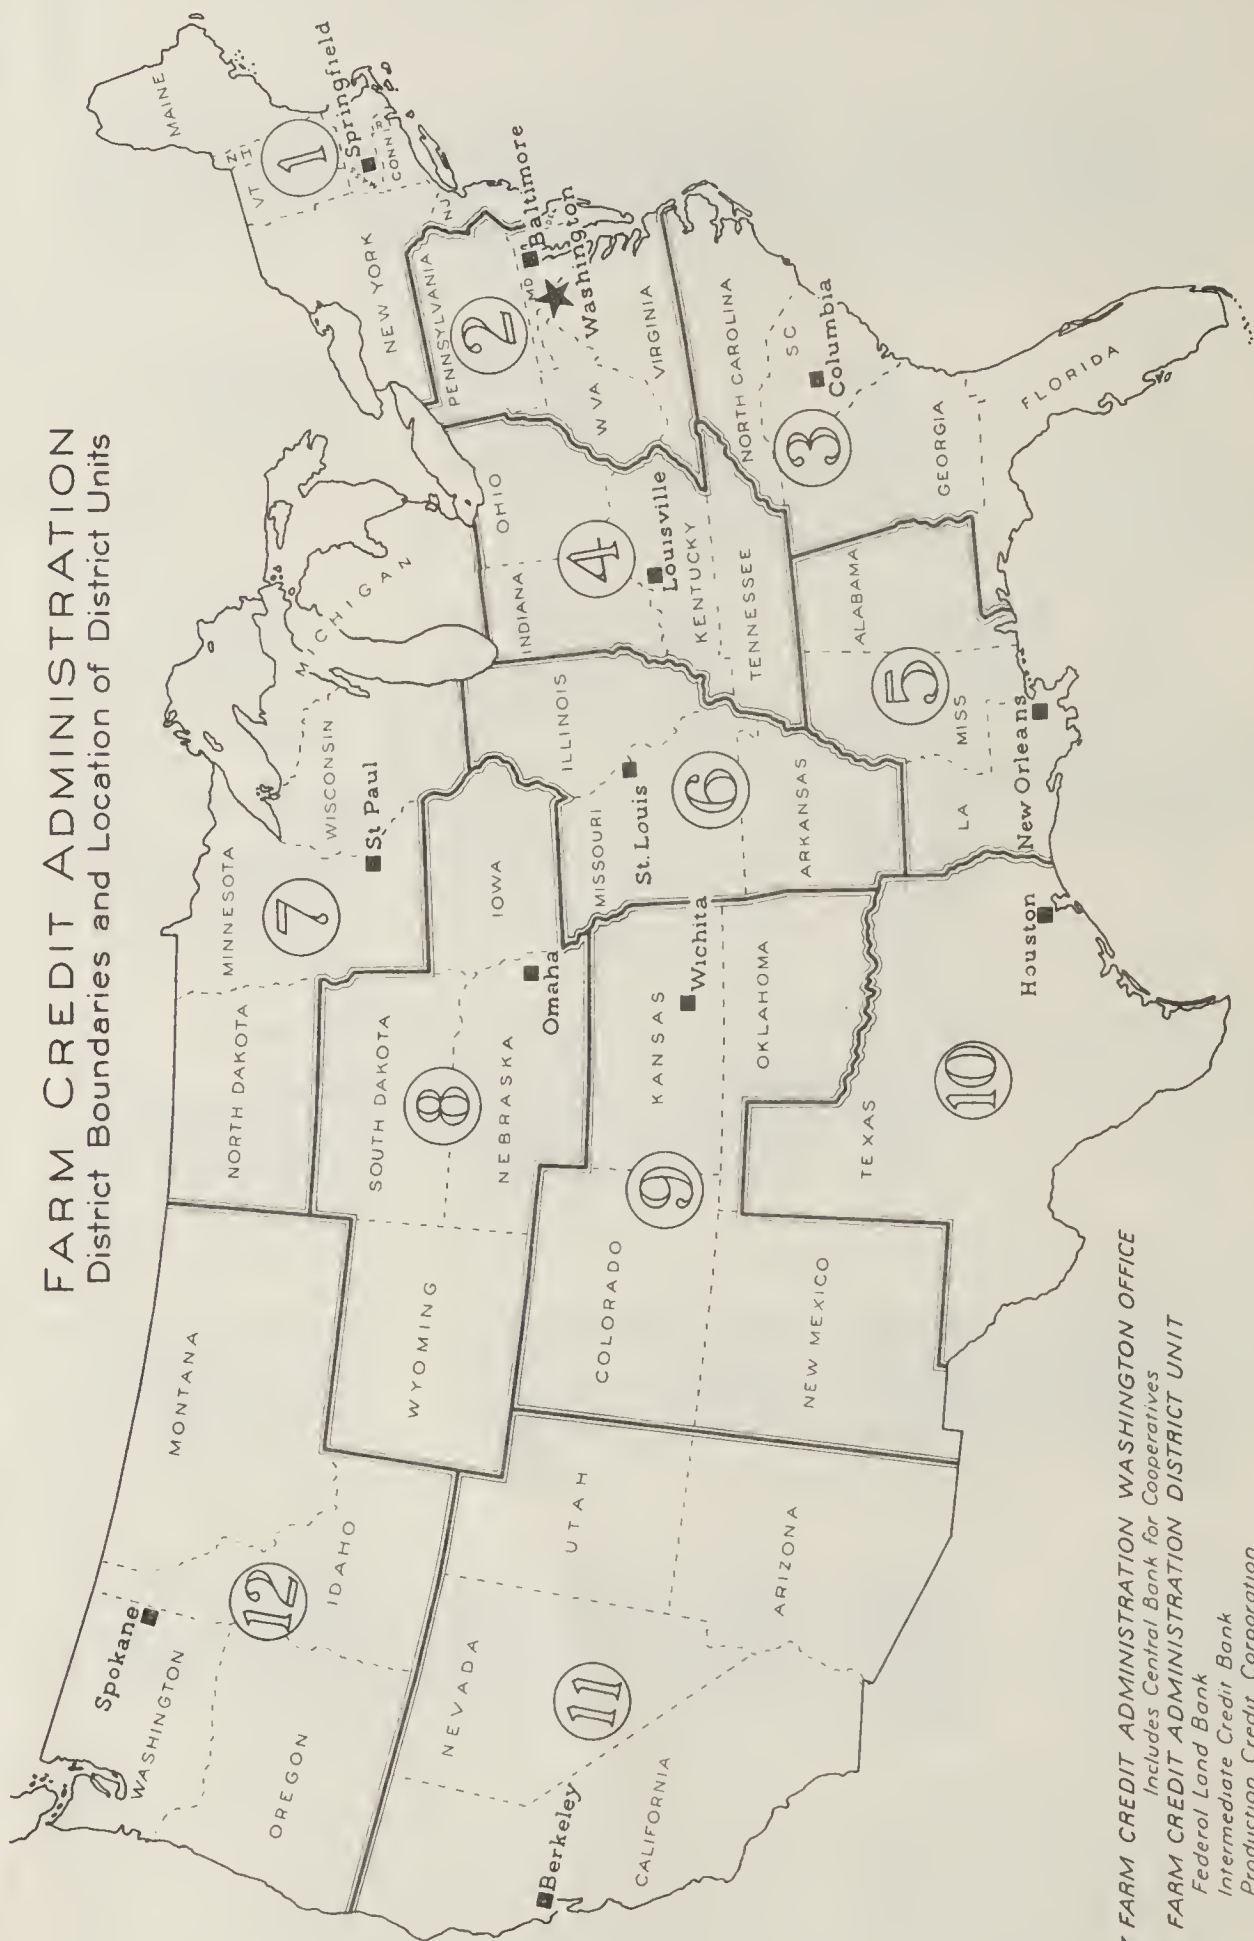 FARM CREDIT ADMINISTRATION
District Boundaries and Location of District Units
WASHINGTON
Spokane
OREGON
12
IDAHO
MONTANA
NORTH DAKOTA
MINNESOTA
7
WISCONSIN
St Paul
MICHIGAN
MAINE
VT
N H
1
Springfield
CONN
R I
NEW YORK
NJ
PENNSYLVANIA
2
MD
Baltimore
Washington
W VA
VIRGINIA
WYOMING
SOUTH DAKOTA
8
NEBRASKA
IOWA
Omaha
ILLINOIS
INDIANA
OHIO
4
Louisville
KENTUCKY
TENNESSEE
NEVADA
UTAH
11
Berkeley
CALIFORNIA
ARIZONA
COLORADO
9
KANSAS
Wichita
NEW MEXICO
OKLAHOMA
MISSOURI
St. Louis
6
ARKANSAS
NORTH CAROLINA
SC
Columbia
3
GEORGIA
FLORIDA
ALABAMA
5
MISS
LA
New Orleans
TEXAS
10
Houston
FARM CREDIT ADMINISTRATION WASHINGTON OFFICE
Includes Central Bank for Cooperatives
FARM CREDIT ADMINISTRATION DISTRICT UNIT
Federal Land Bank
Intermediate Credit Bank
Production Credit Corporation